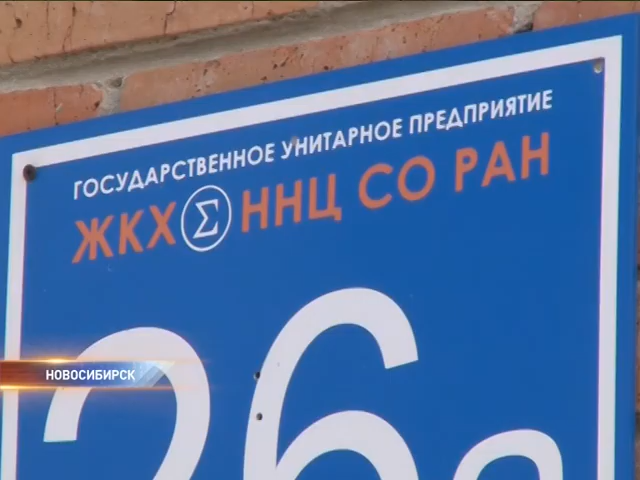 ГОСУДАРСТВЕННОЕ УНИТАРНОЕ ПРЕДПРИЯТИЕ
ЖКХ Σ ННЦ СО РАН
26а
НОВОСИБИРСК